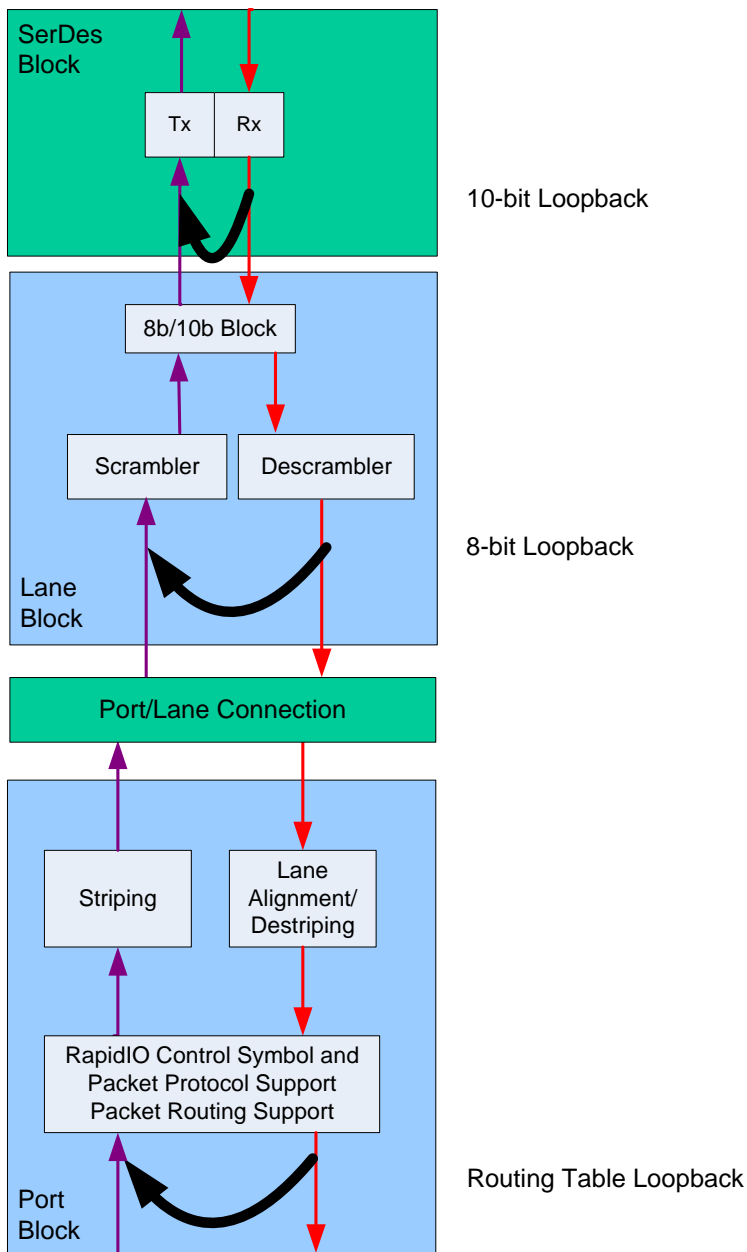 SerDes
Block
Tx
Rx
10-bit Loopback
8b/10b Block
Scrambler
Descrambler
8-bit Loopback
Lane
Block
Port/Lane Connection
Striping
Lane
Alignment/
Destriping
RapidIO Control Symbol and
Packet Protocol Support
Packet Routing Support
Routing Table Loopback
Port
Block